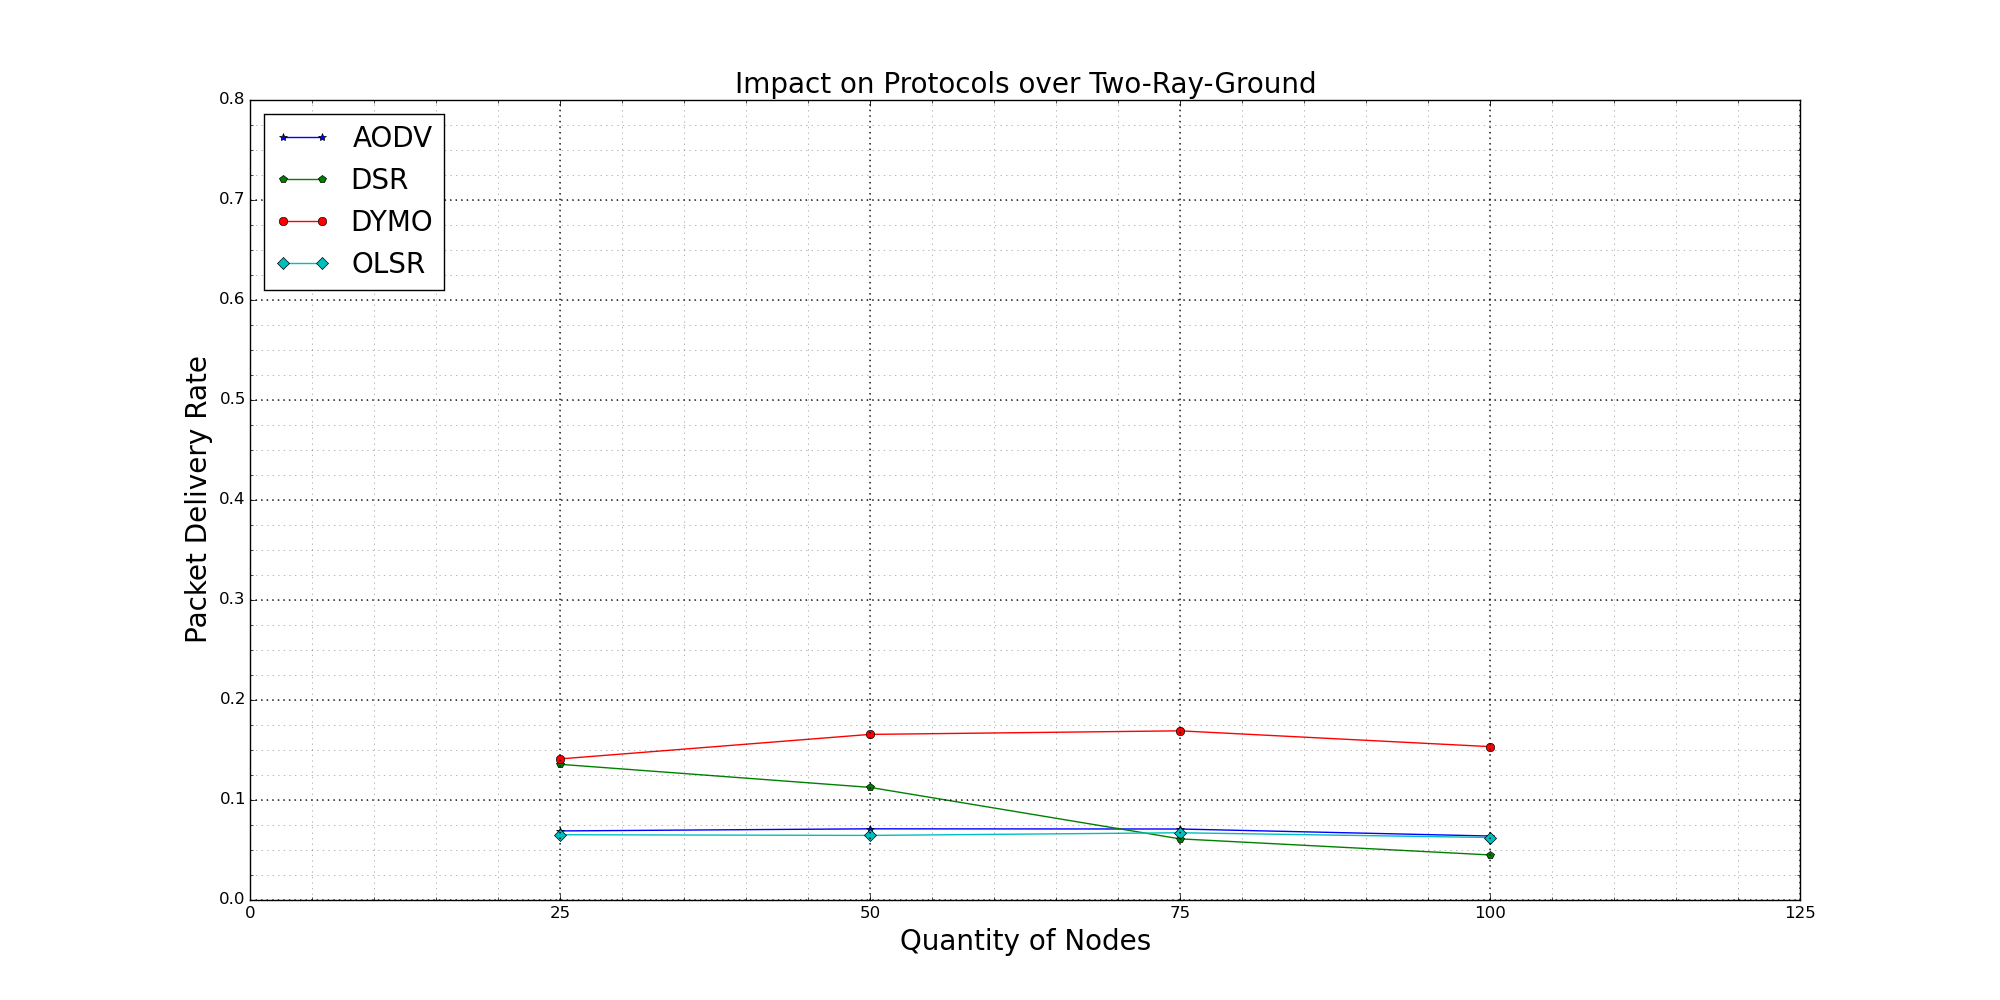 Impact on Protocols over Two-Ray-Ground
0.8
0.7
0.6
0.5
0.4
0.3
0.2
0.1
0.0
AODV
DSR
DYMO
OLSR
Packet Delivery Rate
0 25 50 75 100 125
Quantity of Nodes